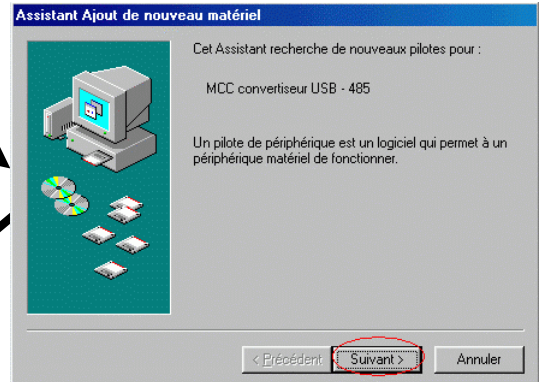 Assistant Ajout de nouveau matériel
Cet Assistant recherche de nouveaux pilotes pour :
MCC convertiseur USB - 485
Un pilote de périphérique est un logiciel qui permet à un
périphérique matériel de fonctionner.
< Précédent Suivant > Annuler